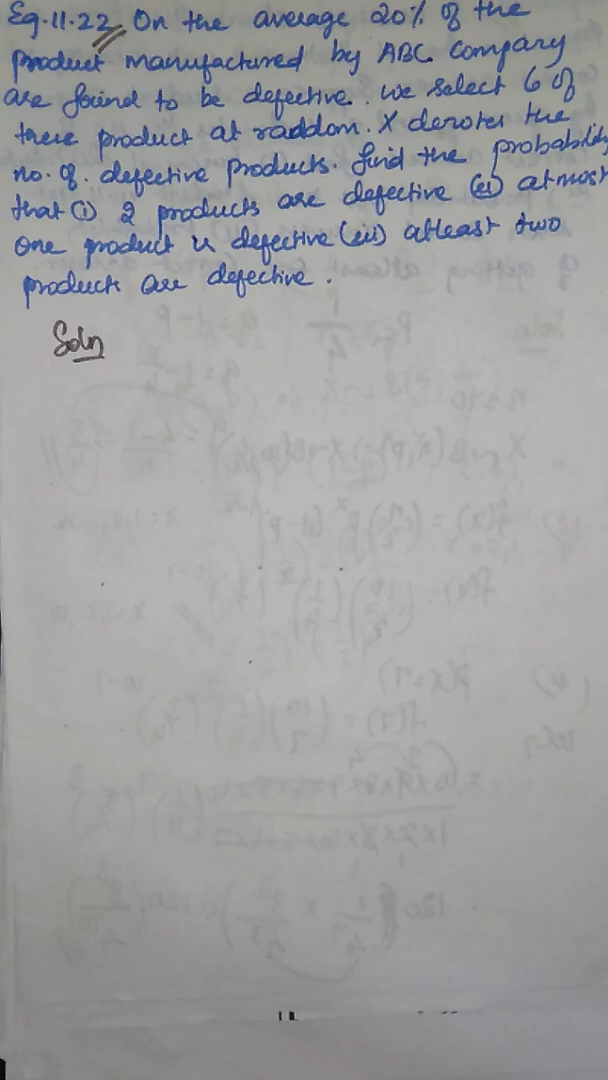 Eg.11.22 On the average 20% of the
product manufactured by ABC Company
are found to be defective. we select 6 of
these product at raddom. X denotes the
no. of. defective products. find the probability
that (i) 2 products are defective (ii) atmost
one product is defective (iii) atleast two
products are defective.
Soln